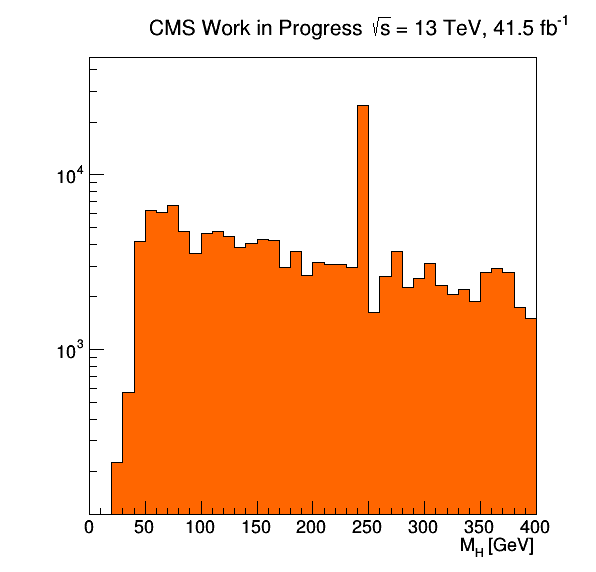 CMS Work in Progress √s = 13 TeV, 41.5 fb⁻¹
10⁴
10³
0 50 100 150 200 250 300 350 400
M_H [GeV]